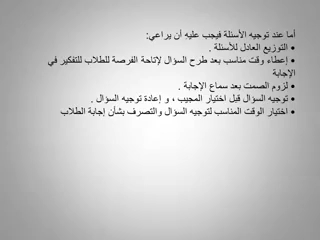 أما عند توجيه الأسئلة فيجب عليه أن يراعي:
• التوزيع العادل للأسئلة .
• إعطاء وقت مناسب بعد طرح السؤال لإتاحة الفرصة للطلاب للتفكير في
الإجابة
• لزوم الصمت بعد سماع الإجابة .
• توجيه السؤال قبل اختيار المجيب ، و إعادة توجيه السؤال .
• اختيار الوقت المناسب لتوجيه السؤال والتصرف بشأن إجابة الطلاب